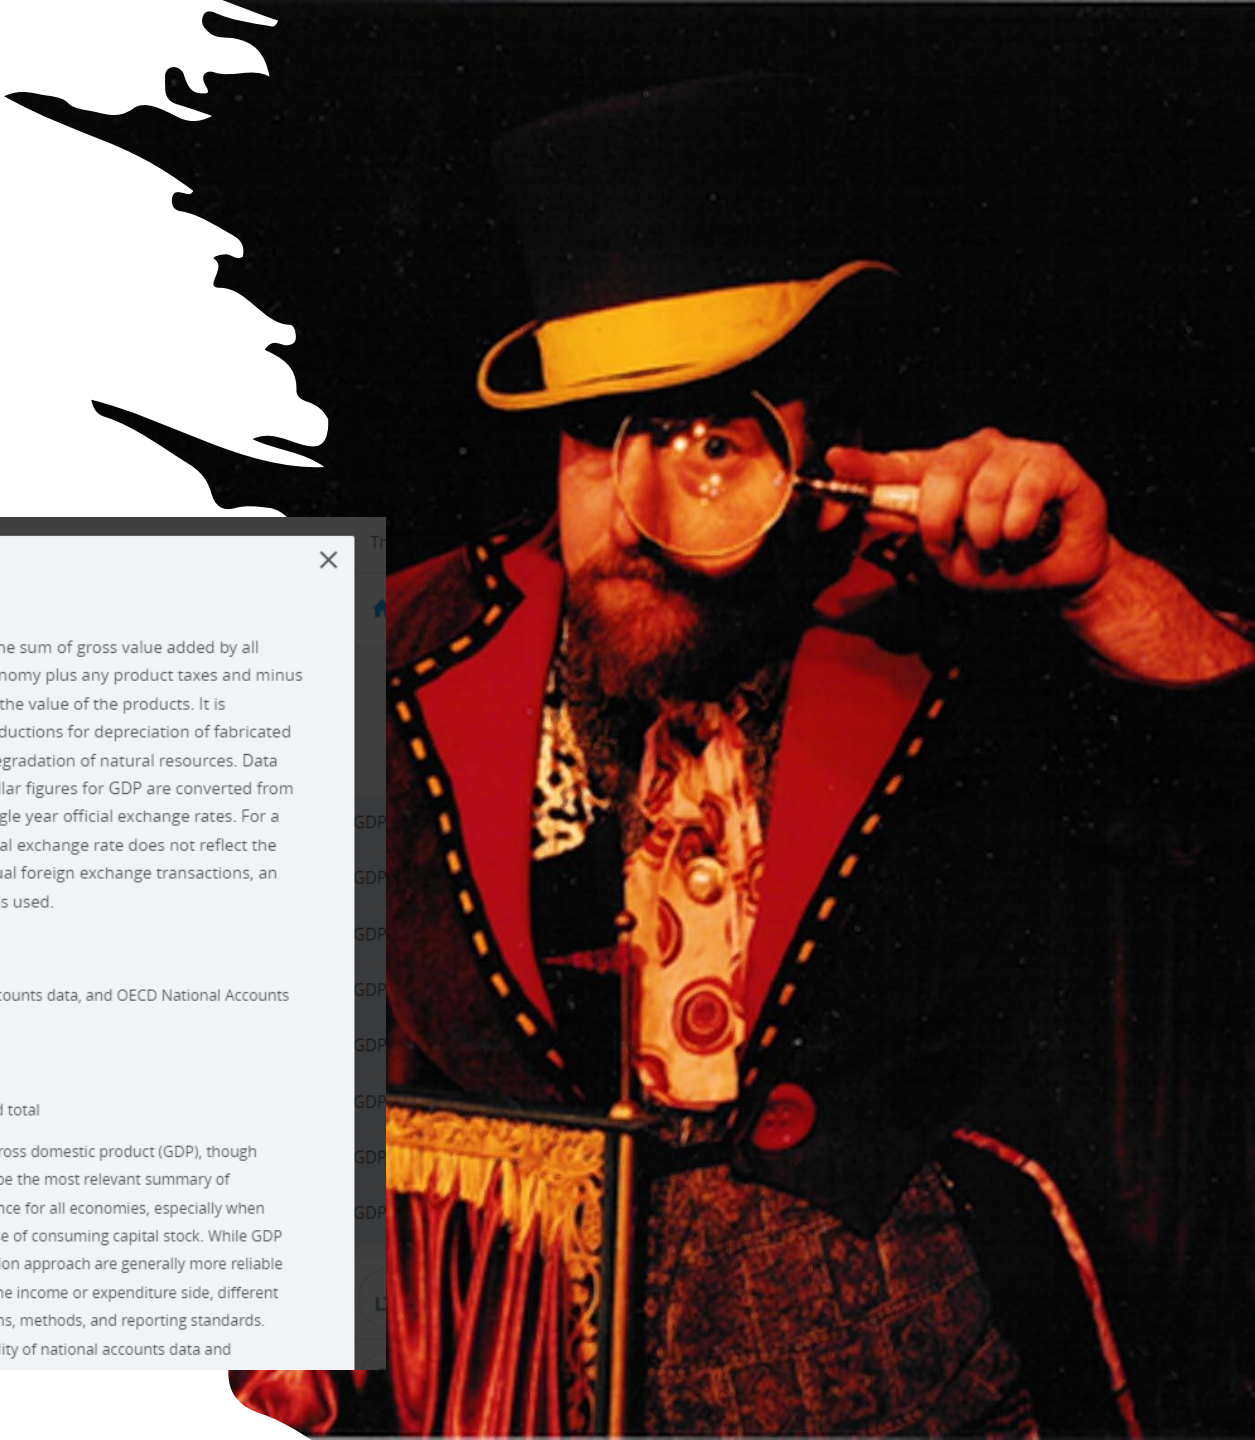 Th
he sum of gross value added by all
nomy plus any product taxes and minus
the value of the products. It is
ductions for depreciation of fabricated
egradation of natural resources. Data
llar figures for GDP are converted from
gle year official exchange rates. For a
al exchange rate does not reflect the
ual foreign exchange transactions, an
s used.
counts data, and OECD National Accounts
d total
ross domestic product (GDP), though
be the most relevant summary of
nce for all economies, especially when
se of consuming capital stock. While GDP
ion approach are generally more reliable
he income or expenditure side, different
ns, methods, and reporting standards.
lity of national accounts data and
GDP
GDP
GDP
GDP
GDP
GDP
GDP
GDP